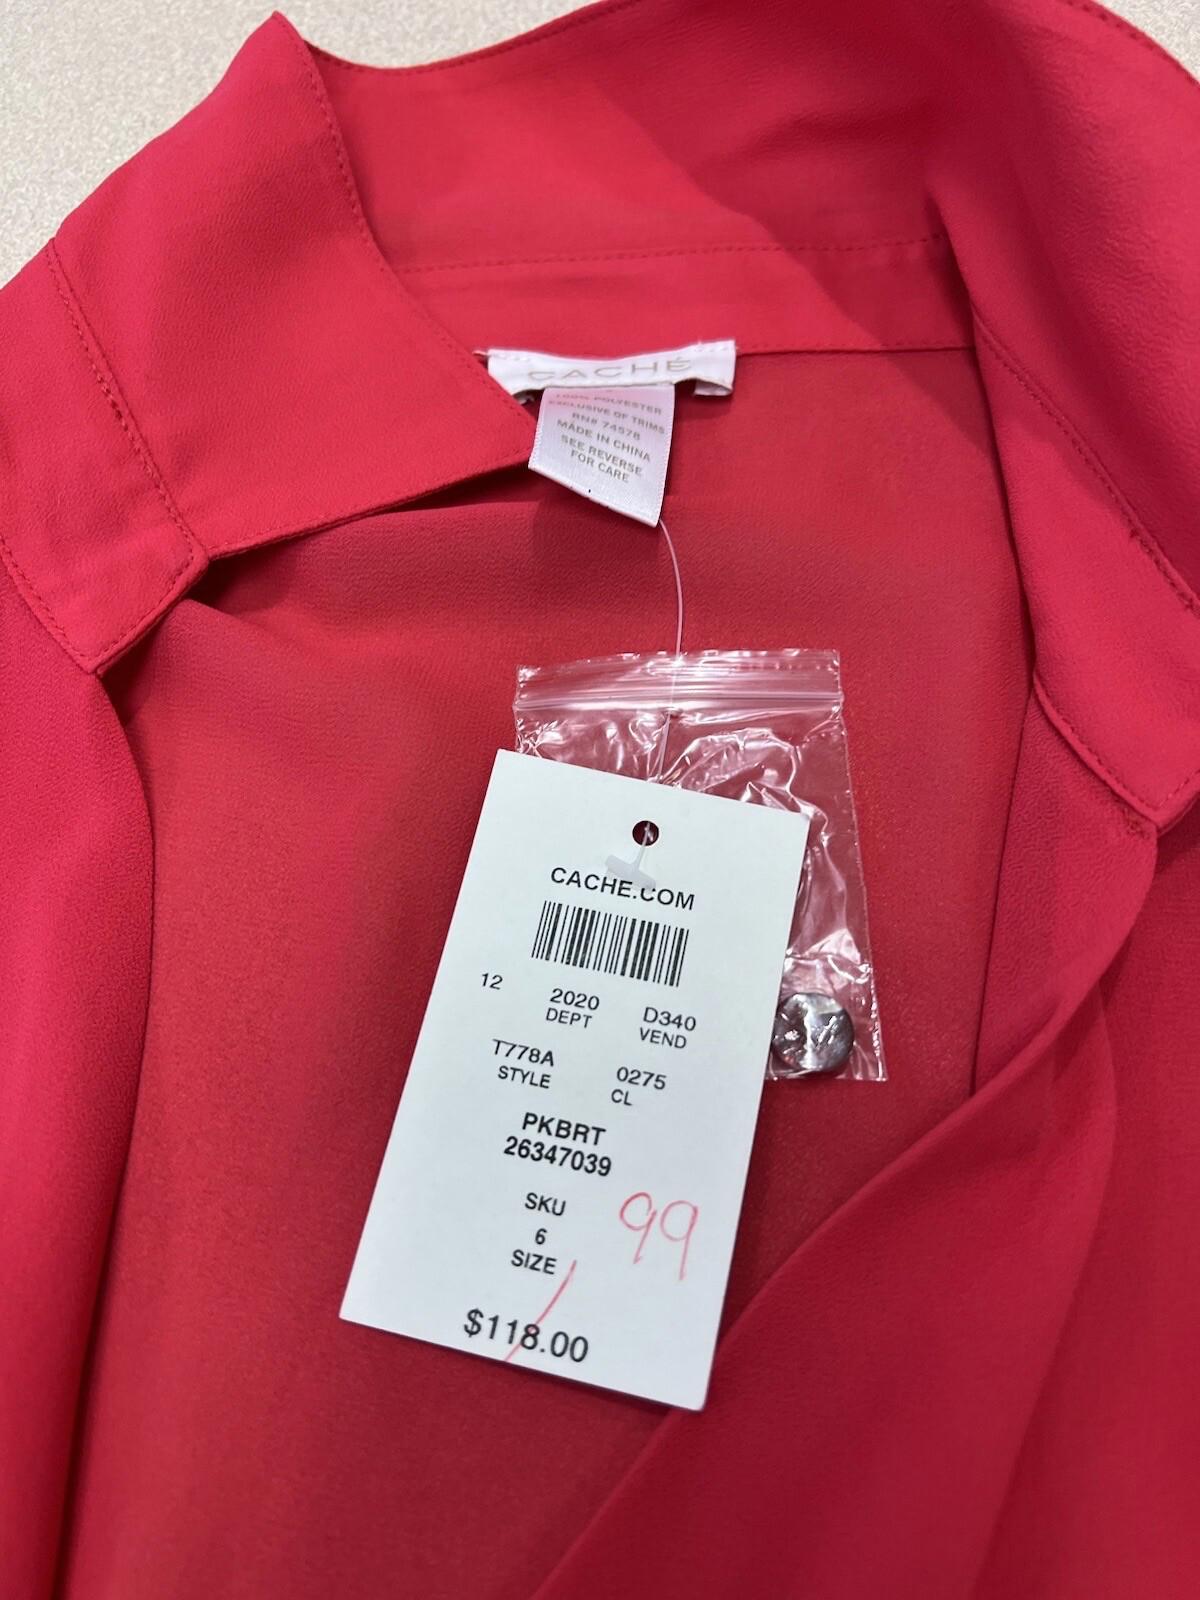 CACHÉ
100% POLYESTER
EXCLUSIVE OF TRIMS
RN# 74578
MADE IN CHINA
SEE REVERSE
FOR CARE
CACHE.COM
12 2020 D340
DEPT VEND
T778A 0275
STYLE CL
PKBRT
26347039
SKU
6
SIZE
99
$118.00